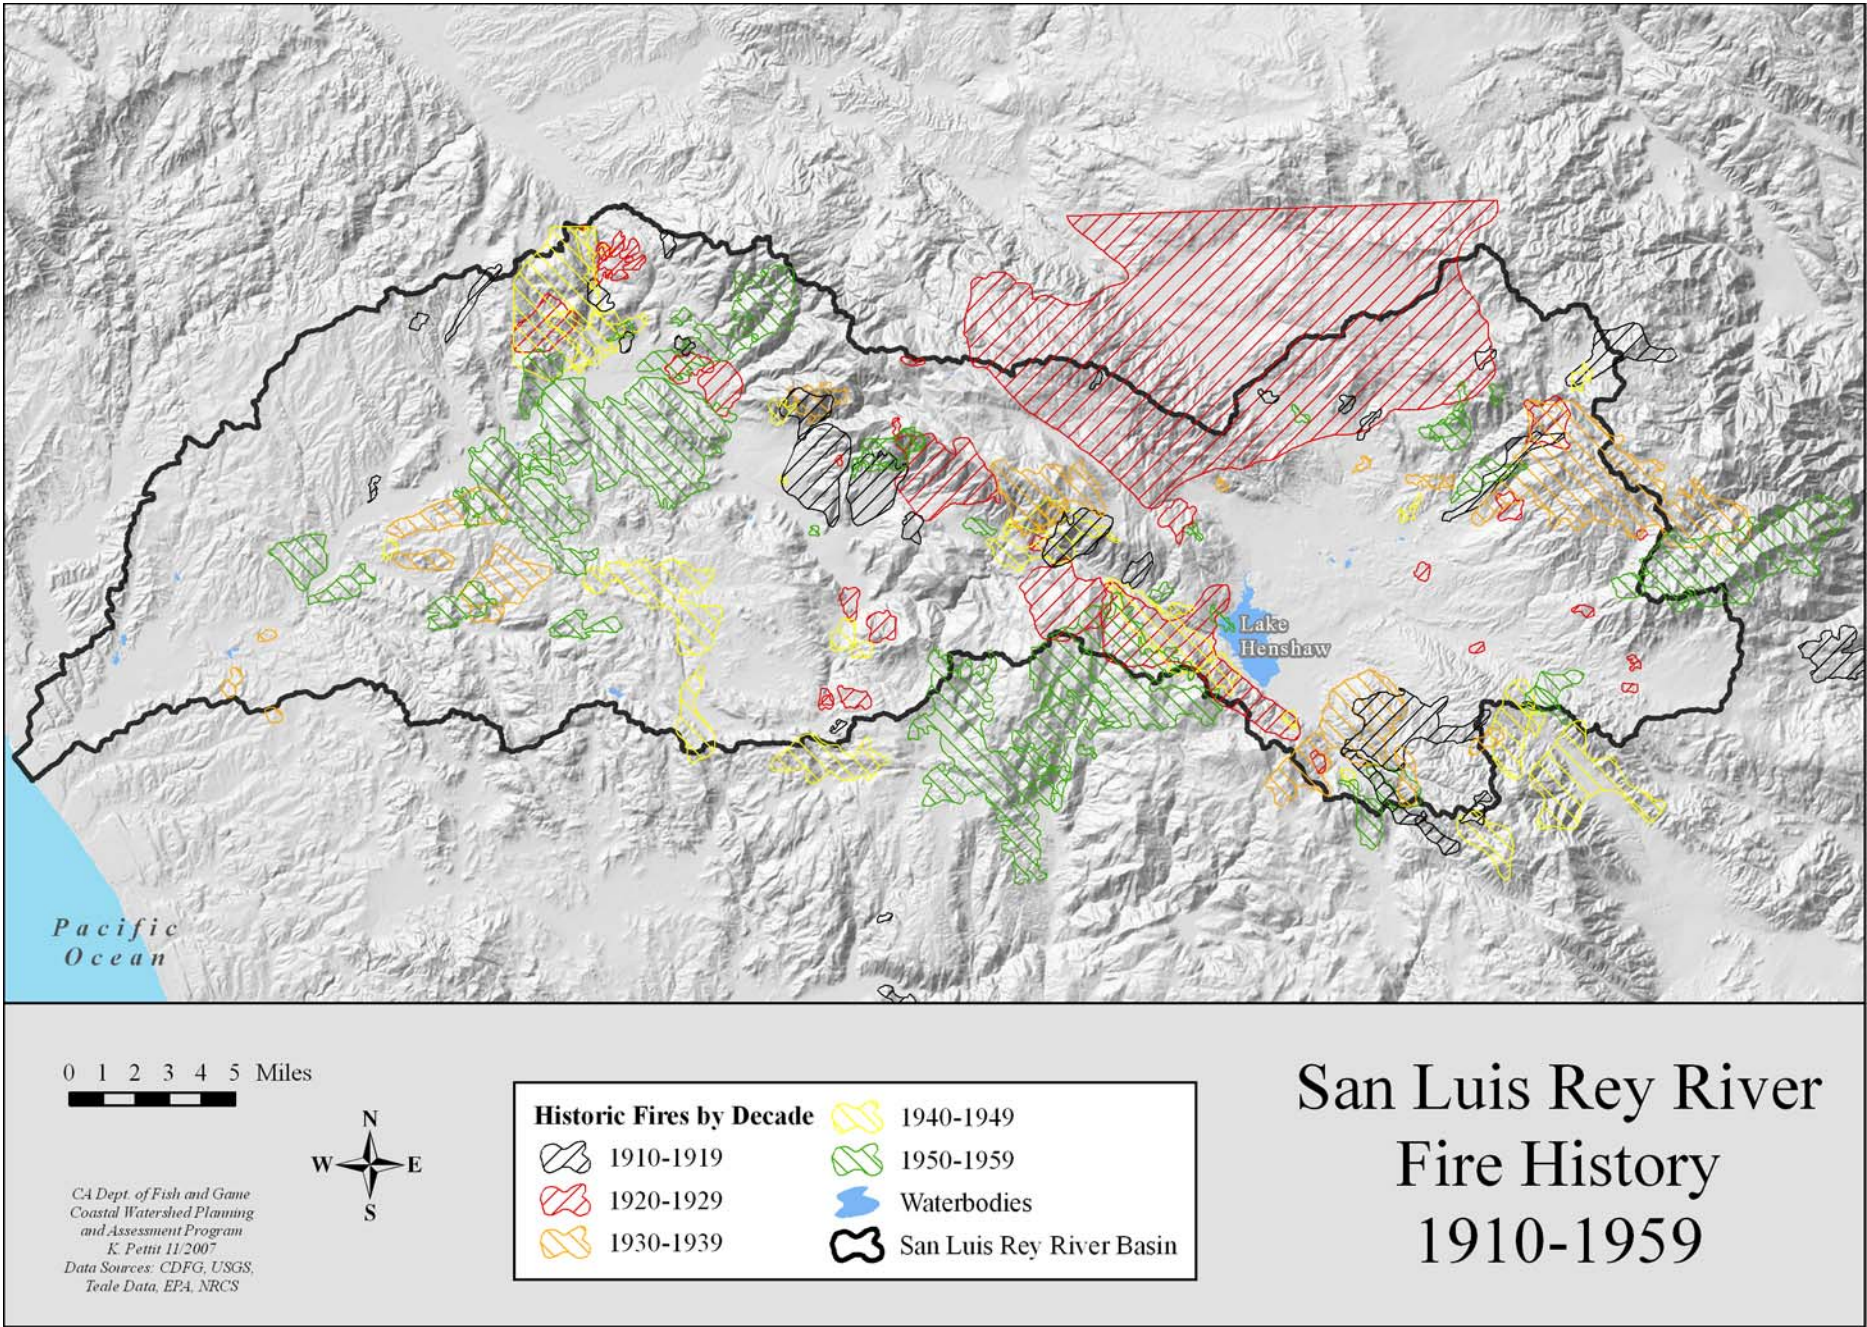 Lake
Henshaw
Pacific
Ocean
0 1 2 3 4 5 Miles
N
W E
S
CA Dept. of Fish and Game
Coastal Watershed Planning
and Assessment Program
K. Pettit 11/2007
Data Sources: CDFG, USGS,
Teale Data, EPA, NRCS
Historic Fires by Decade
1910-1919
1920-1929
1930-1939
1940-1949
1950-1959
Waterbodies
San Luis Rey River Basin
San Luis Rey River
Fire History
1910-1959